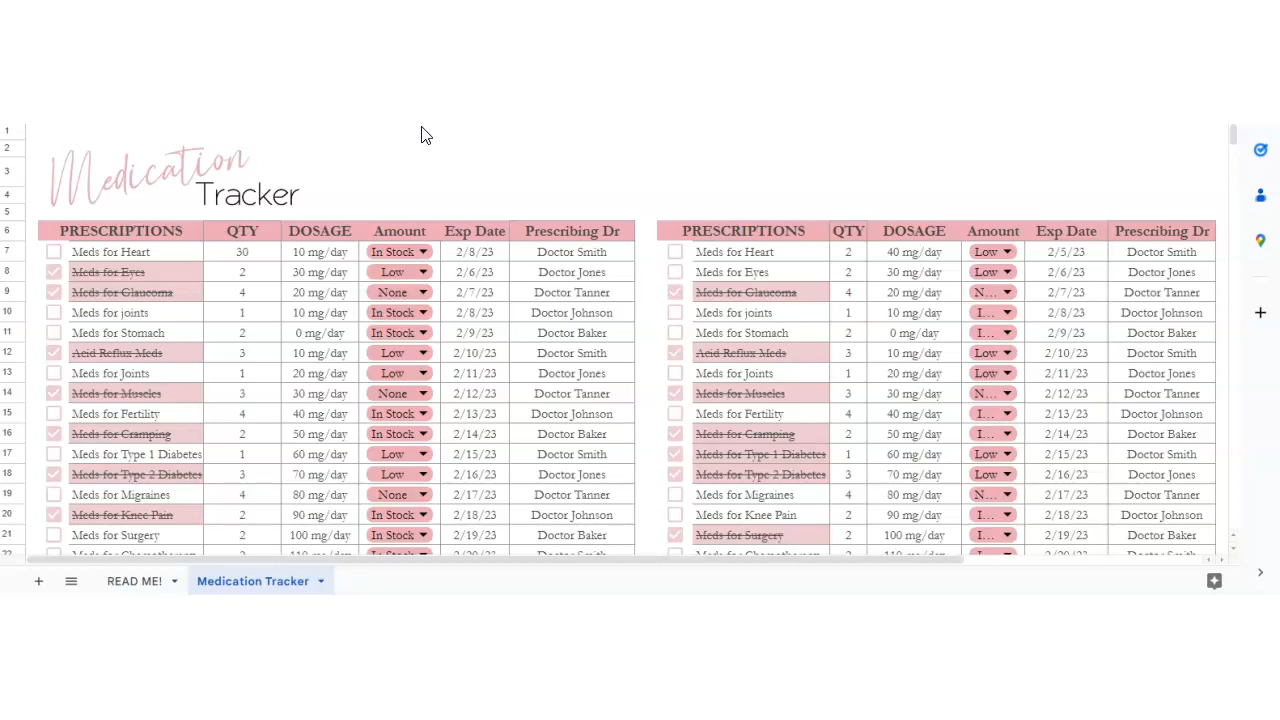 1
2
3
4
5
6
Medication
Tracker
PRESCRIPTIONS QTY DOSAGE Amount Exp Date Prescribing Dr PRESCRIPTIONS QTY DOSAGE Amount Exp Date Prescribing Dr
7 Meds for Heart 30 10 mg/day In Stock 2/8/23 Doctor Smith Meds for Heart 2 40 mg/day Low 2/5/23 Doctor Smith
8 Meds for Eyes 2 30 mg/day Low 2/6/23 Doctor Jones Meds for Eyes 2 30 mg/day Low 2/6/23 Doctor Jones
9 Meds for Glaucoma 4 20 mg/day None 2/7/23 Doctor Tanner Meds for Glaucoma 4 20 mg/day N... 2/7/23 Doctor Tanner
10 Meds for joints 1 10 mg/day In Stock 2/8/23 Doctor Johnson Meds for joints 1 10 mg/day I... 2/8/23 Doctor Johnson
11 Meds for Stomach 2 0 mg/day In Stock 2/9/23 Doctor Baker Meds for Stomach 2 0 mg/day I... 2/9/23 Doctor Baker
12 Acid Reflux Meds 3 10 mg/day Low 2/10/23 Doctor Smith Acid Reflux Meds 3 10 mg/day Low 2/10/23 Doctor Smith
13 Meds for Joints 1 20 mg/day Low 2/11/23 Doctor Jones Meds for Joints 1 20 mg/day Low 2/11/23 Doctor Jones
14 Meds for Muscles 3 30 mg/day None 2/12/23 Doctor Tanner Meds for Muscles 3 30 mg/day N... 2/12/23 Doctor Tanner
15 Meds for Fertility 4 40 mg/day In Stock 2/13/23 Doctor Johnson Meds for Fertility 4 40 mg/day I... 2/13/23 Doctor Johnson
16 Meds for Cramping 2 50 mg/day In Stock 2/14/23 Doctor Baker Meds for Cramping 2 50 mg/day I... 2/14/23 Doctor Baker
17 Meds for Type 1 Diabetes 1 60 mg/day Low 2/15/23 Doctor Smith Meds for Type 1 Diabetes 1 60 mg/day Low 2/15/23 Doctor Smith
18 Meds for Type 2 Diabetes 3 70 mg/day Low 2/16/23 Doctor Jones Meds for Type 2 Diabetes 3 70 mg/day Low 2/16/23 Doctor Jones
19 Meds for Migraines 4 80 mg/day None 2/17/23 Doctor Tanner Meds for Migraines 4 80 mg/day N... 2/17/23 Doctor Tanner
20 Meds for Knee Pain 2 90 mg/day In Stock 2/18/23 Doctor Johnson Meds for Knee Pain 2 90 mg/day I... 2/18/23 Doctor Johnson
21 Meds for Surgery 2 100 mg/day In Stock 2/19/23 Doctor Baker Meds for Surgery 2 100 mg/day I... 2/19/23 Doctor Baker
READ ME! Medication Tracker